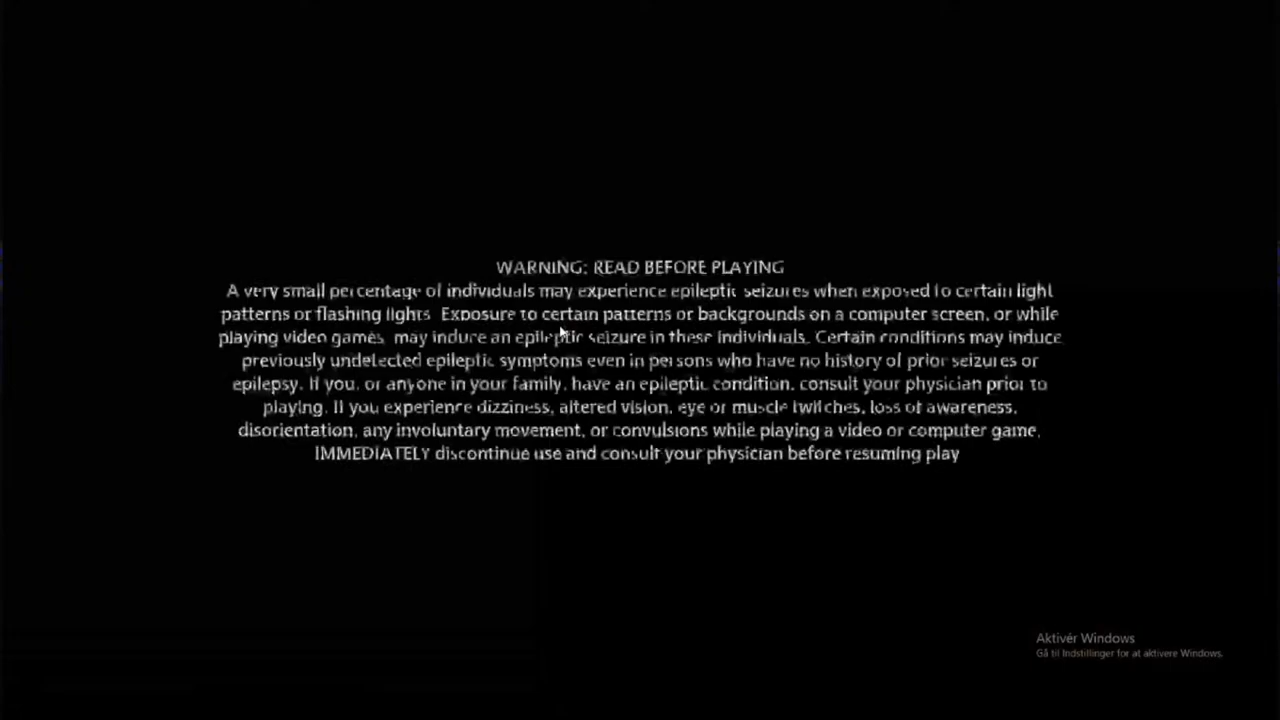 WARNING: READ BEFORE PLAYING
A very small percentage of individuals may experience epileptic seizures when exposed to certain light
patterns or flashing lights. Exposure to certain patterns or backgrounds on a computer screen, or while
playing video games, may induce an epileptic seizure in these individuals. Certain conditions may induce
previously undetected epileptic symptoms even in persons who have no history of prior seizures or
epilepsy. If you, or anyone in your family, have an epileptic condition, consult your physician prior to
playing. If you experience dizziness, altered vision, eye or muscle twitches, loss of awareness,
disorientation, any involuntary movement, or convulsions while playing a video or computer game,
IMMEDIATELY discontinue use and consult your physician before resuming play
Aktivér Windows
Gå til Indstillinger for at aktivere Windows.